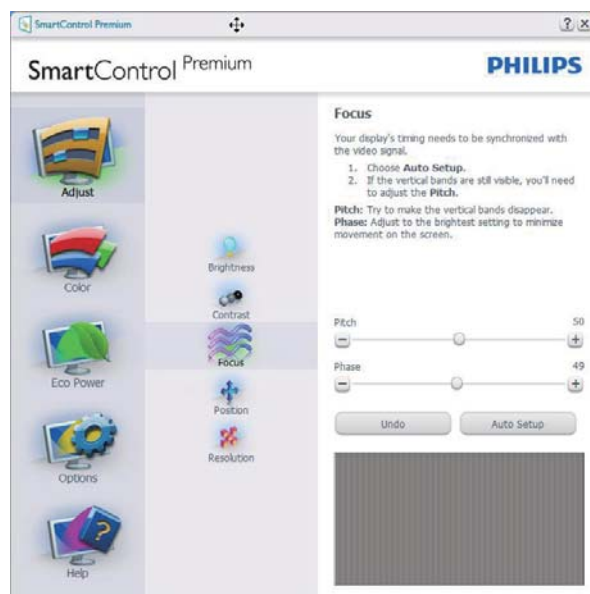 SmartControl Premium
? x
SmartControl Premium
PHILIPS
Adjust
Color
Eco Power
Options
?
Help
Brightness
Contrast
Focus
Position
Resolution
Focus
Your display's timing needs to be synchronized with
the video signal.
1. Choose Auto Setup.
2. If the vertical bands are still visible, you'll need
to adjust the Pitch.
Pitch: Try to make the vertical bands disappear.
Phase: Adjust to the brightest setting to minimize
movement on the screen.
Pitch 50
− +
Phase 49
− +
Undo Auto Setup